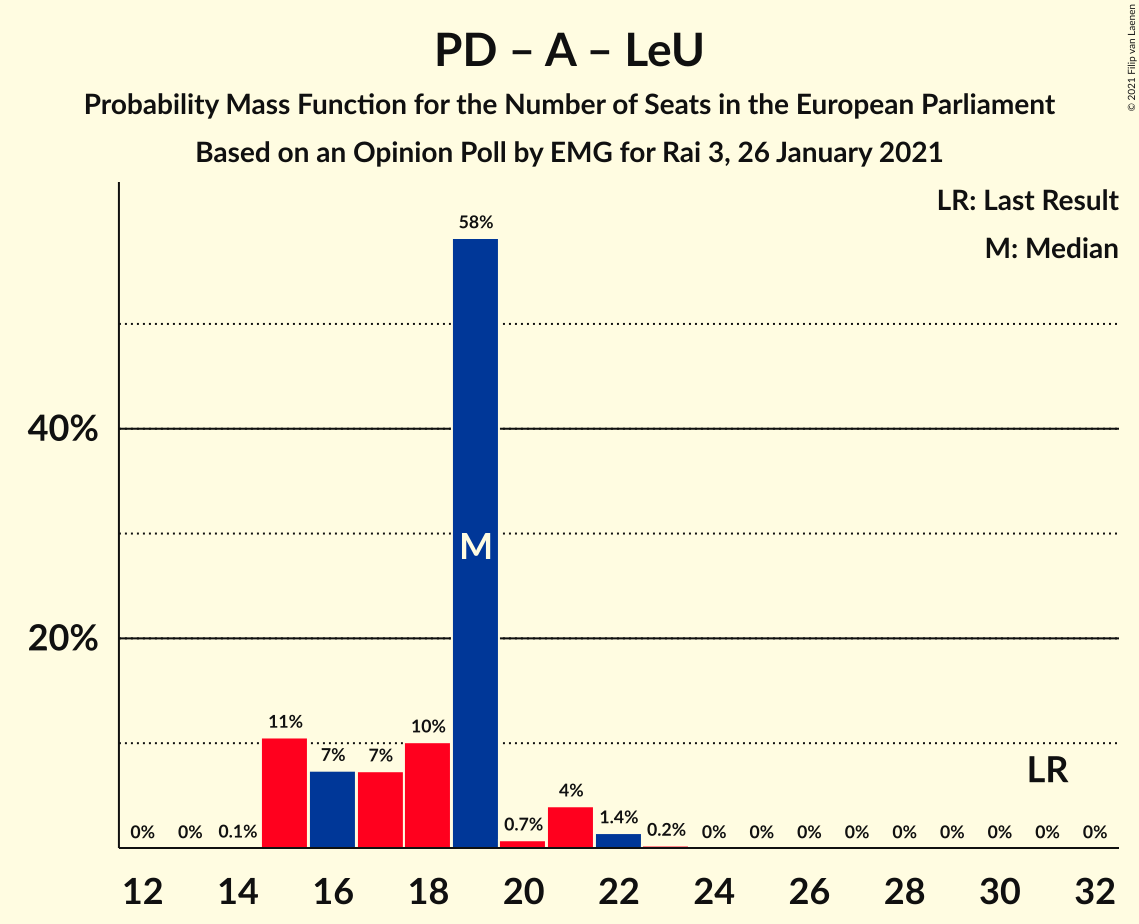 PD – A – LeU
Probability Mass Function for the Number of Seats in the European Parliament
Based on an Opinion Poll by EMG for Rai 3, 26 January 2021
© 2021 Filip van Laenen
LR: Last Result
M: Median
58%
40%
M
20%
11%
7%
7%
10%
4%
LR
0%
0%
0.1%
0.7%
1.4%
0.2%
0%
0%
0%
0%
0%
0%
0%
0%
0%
12 14 16 18 20 22 24 26 28 30 32